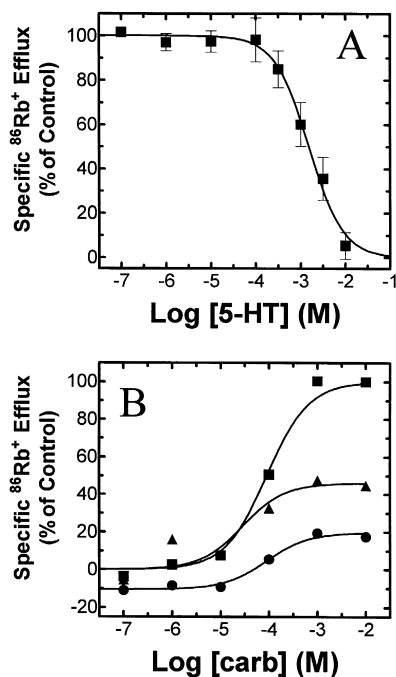 A
Specific ⁸⁶Rb⁺ Efflux
(% of Control)
100
80
60
40
20
0
-7 -6 -5 -4 -3 -2 -1
Log [5-HT] (M)
B
Specific ⁸⁶Rb⁺ Efflux
(% of Control)
100
80
60
40
20
0
-20
-7 -6 -5 -4 -3 -2
Log [carb] (M)